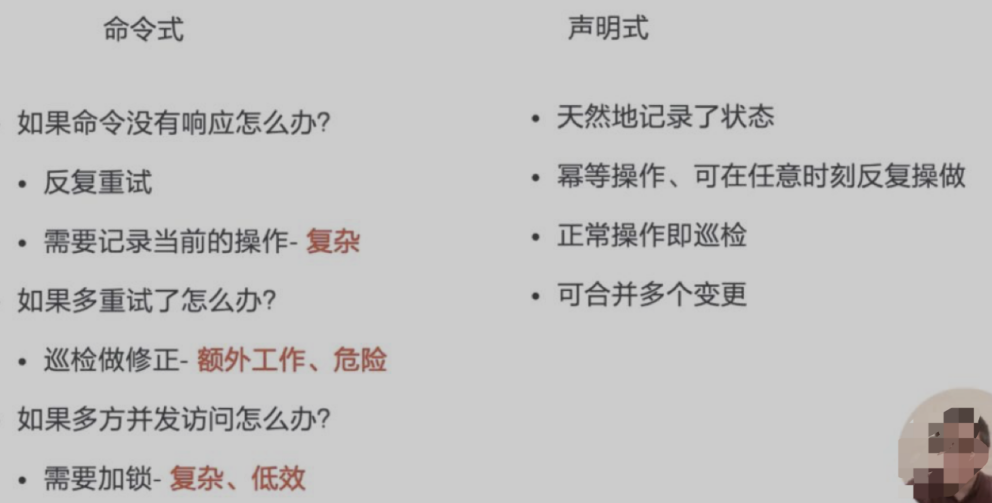 命令式
如果命令没有响应怎么办?
• 反复重试
• 需要记录当前的操作- 复杂
如果多重试了怎么办?
• 巡检做修正- 额外工作、危险
如果多方并发访问怎么办?
• 需要加锁- 复杂、低效
声明式
• 天然地记录了状态
• 幂等操作、可在任意时刻反复操做
• 正常操作即巡检
• 可合并多个变更